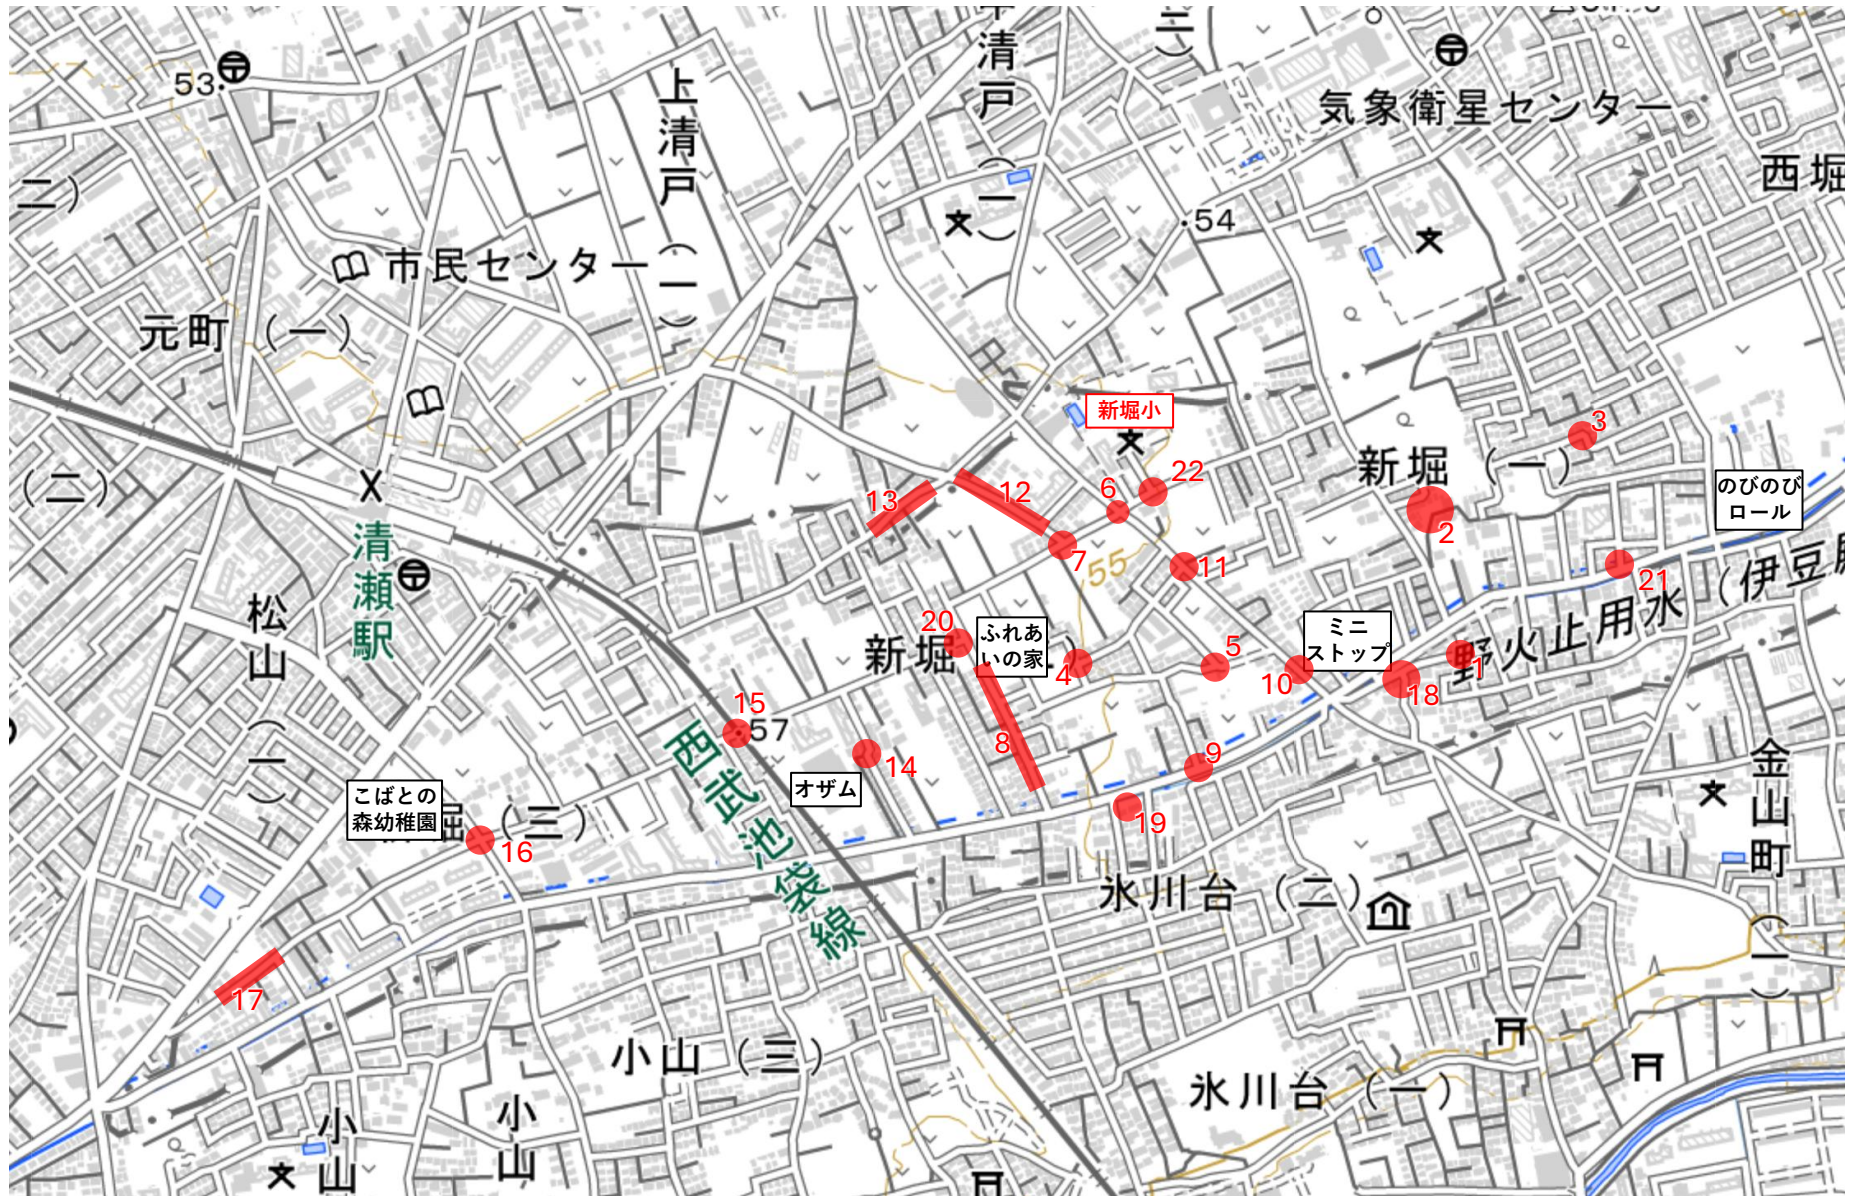 53
上清戸（一）
中清戸（一）
三）
気象衛星センター
西堀
二）
54
市民センター
元町（一）
新堀小
3
新堀（一）
のびのび
ロール
（二）
13
12
6
22
2
清瀬駅
7
55
11
21
野火止用水（伊豆
松山（一）
20
新堀
ふれあ
いの家
4
5
10
ミニ
ストップ
18
1
15
57
8
9
14
オザム
西武池袋線
金山町（一）
こばとの
森幼稚園
堀（三）
16
19
氷川台（二）
17
小山（三）
氷川台（一）
小山
小山